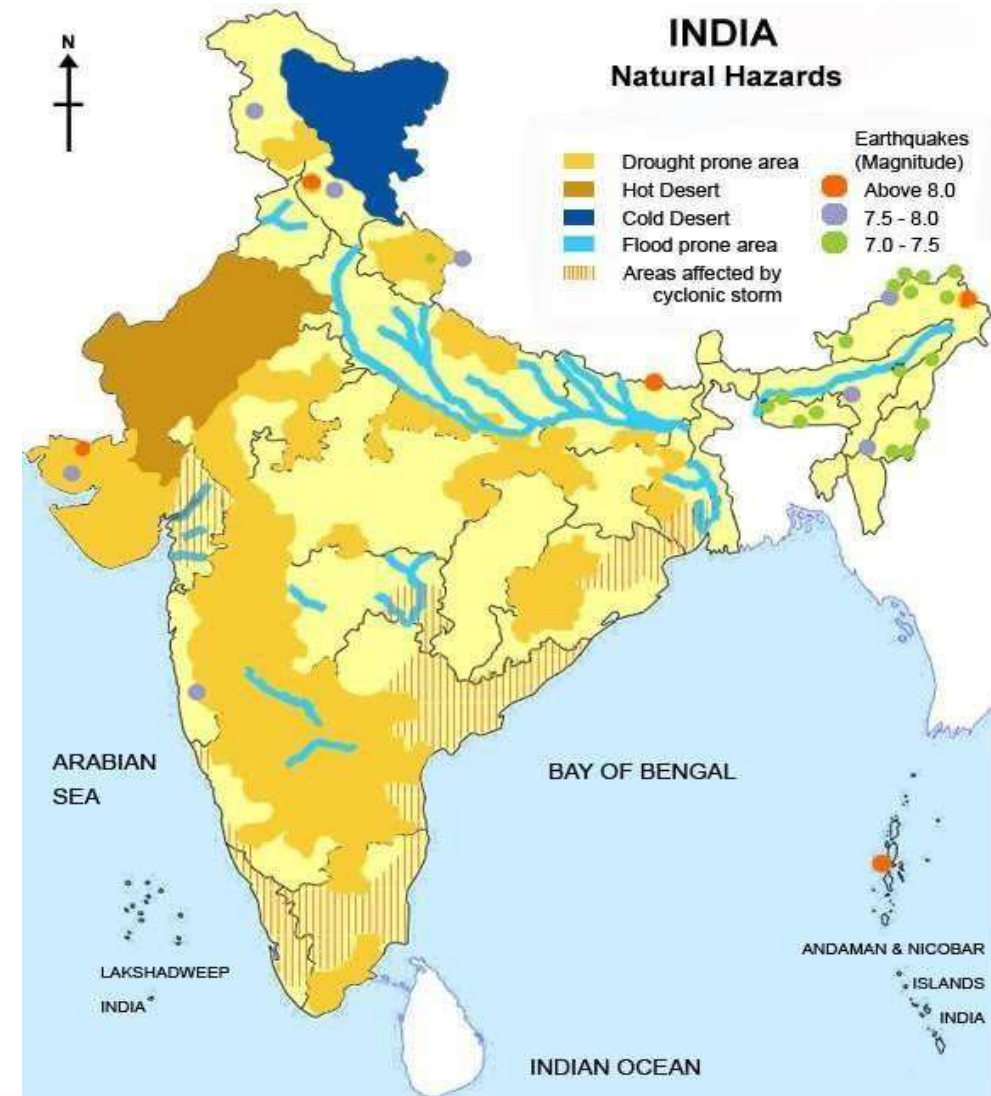 INDIA
Natural Hazards
N
Earthquakes
(Magnitude)
Drought prone area
Above 8.0
Hot Desert
7.5 - 8.0
Cold Desert
7.0 - 7.5
Flood prone area
Areas affected by
cyclonic storm
ARABIAN
SEA
BAY OF BENGAL
LAKSHADWEEP
INDIA
ANDAMAN & NICOBAR
ISLANDS
INDIA
INDIAN OCEAN